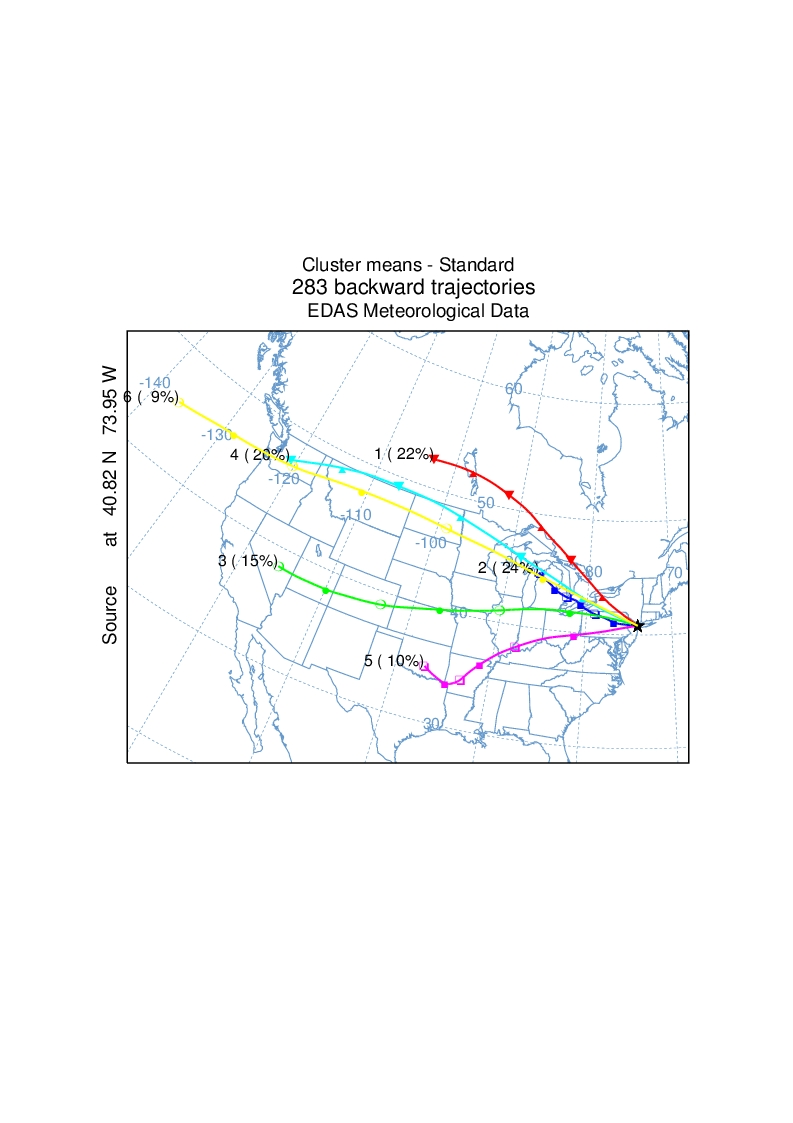 Cluster means - Standard
283 backward trajectories
EDAS Meteorological Data
Source at 40.82 N 73.95 W
-140
6 ( 9%)
60
-130
4 ( 20%)
1 ( 22%)
-120
50
-110
-100
3 ( 15%)
2 ( 24%)
80
70
40
5 ( 10%)
30